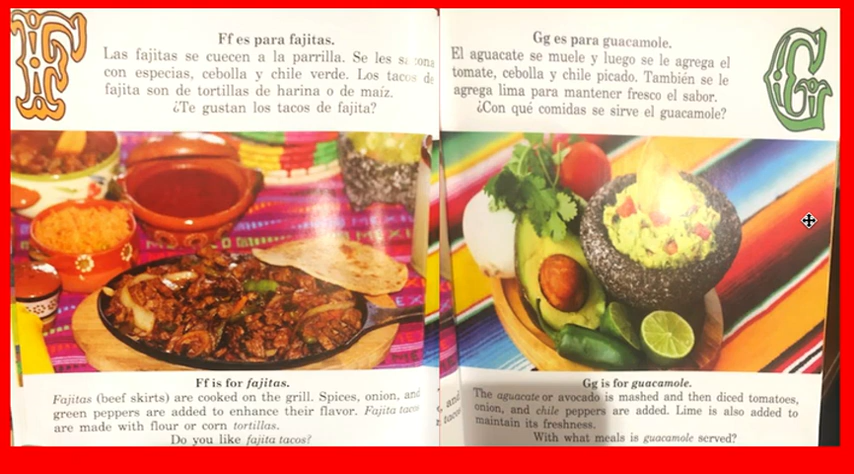 F
Ff es para fajitas.
Las fajitas se cuecen a la parrilla. Se les
con especias, cebolla y chile verde. Los tacos de
fajita son de tortillas de harina o de maíz.
¿Te gustan los tacos de fajita?
MEXI
Ff is for fajitas.
Fajitas (beef skirts) are cooked on the grill. Spices, onion, and
green peppers are added to enhance their flavor. Fajita tacos
are made with flour or corn tortillas.
Do you like fajita tacos?
G
Gg es para guacamole.
El aguacate se muele y luego se le agrega el
tomate, cebolla y chile picado. También se le
agrega lima para mantener fresco el sabor.
¿Con qué comidas se sirve el guacamole?
Gg is for guacamole.
The aguacate or avocado is mashed and then diced tomatoes,
onion, and chile peppers are added. Lime is also added to
maintain its freshness.
With what meals is guacamole served?